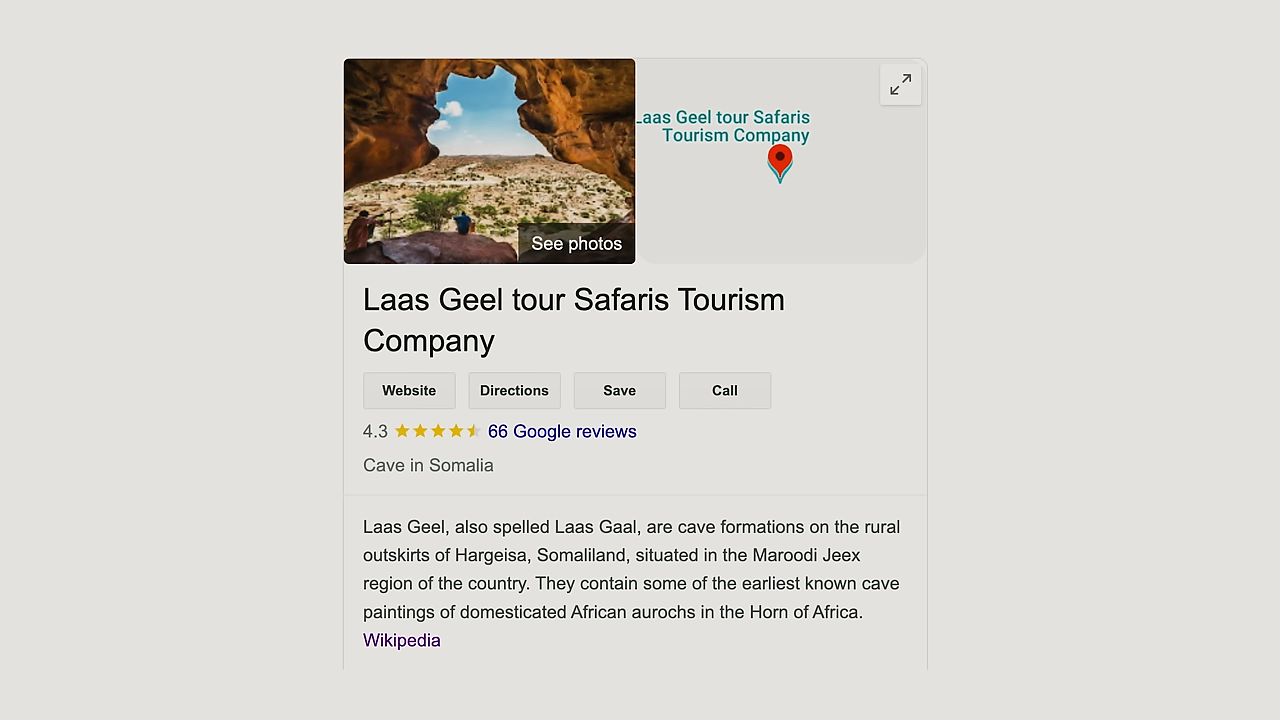 Laas Geel tour Safaris
Tourism Company
See photos
Laas Geel tour Safaris Tourism
Company
Website
Directions
Save
Call
4.3
66 Google reviews
Cave in Somalia
Laas Geel, also spelled Laas Gaal, are cave formations on the rural
outskirts of Hargeisa, Somaliland, situated in the Maroodi Jeex
region of the country. They contain some of the earliest known cave
paintings of domesticated African aurochs in the Horn of Africa.
Wikipedia